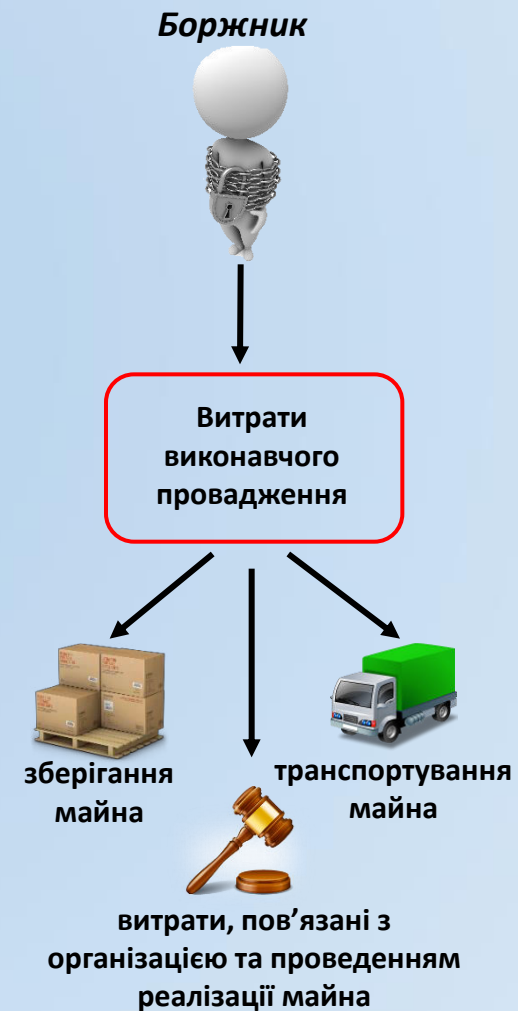 Боржник
Витрати
виконавчого
провадження
зберігання
майна
транспортування
майна
витрати, пов’язані з
організацією та проведенням
реалізації майна